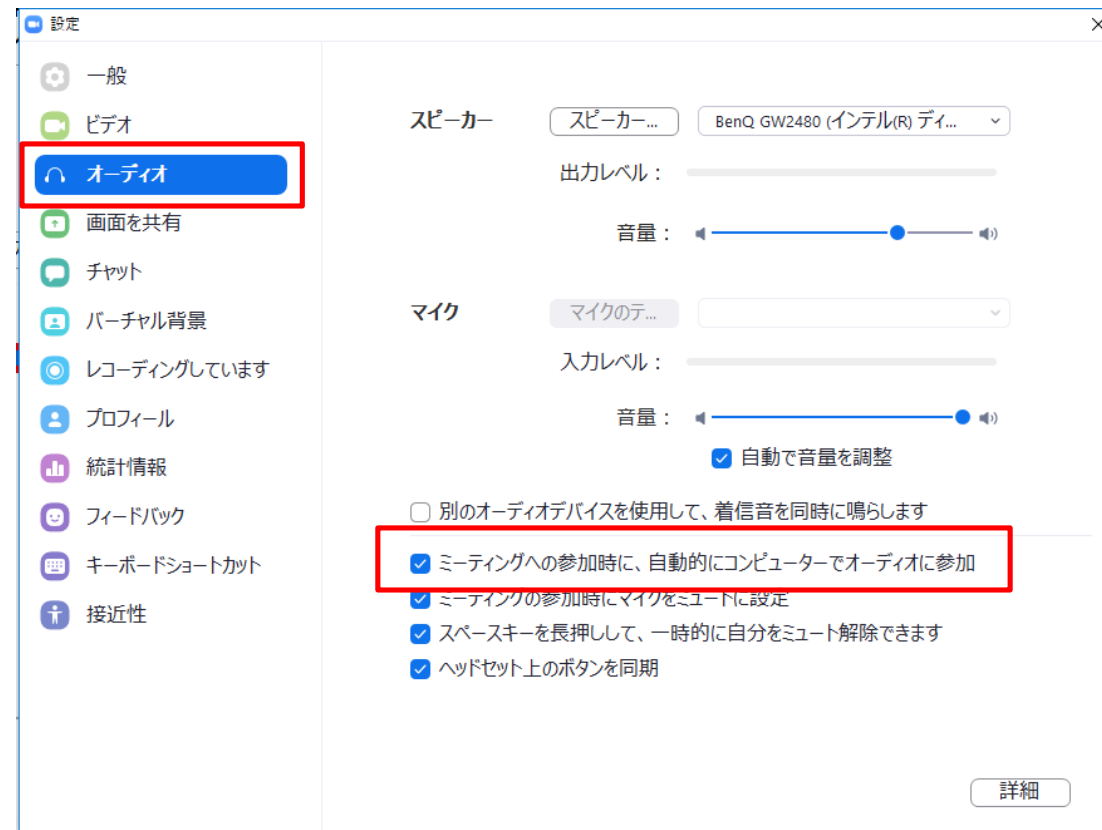 設定
一般
ビデオ
オーディオ
画面を共有
チャット
バーチャル背景
レコーディングしています
プロフィール
統計情報
フィードバック
キーボードショートカット
接近性
スピーカー
スピーカー...
BenQ GW2480 (インテル(R) ディ...
出力レベル：
音量：
マイク
マイクのテ...
入力レベル：
音量：
自動で音量を調整
別のオーディオデバイスを使用して、着信音を同時に鳴らします
ミーティングへの参加時に、自動的にコンピューターでオーディオに参加
ミーティングの参加時にマイクをミュートに設定
スペースキーを長押しして、一時的に自分をミュート解除できます
ヘッドセット上のボタンを同期
詳細